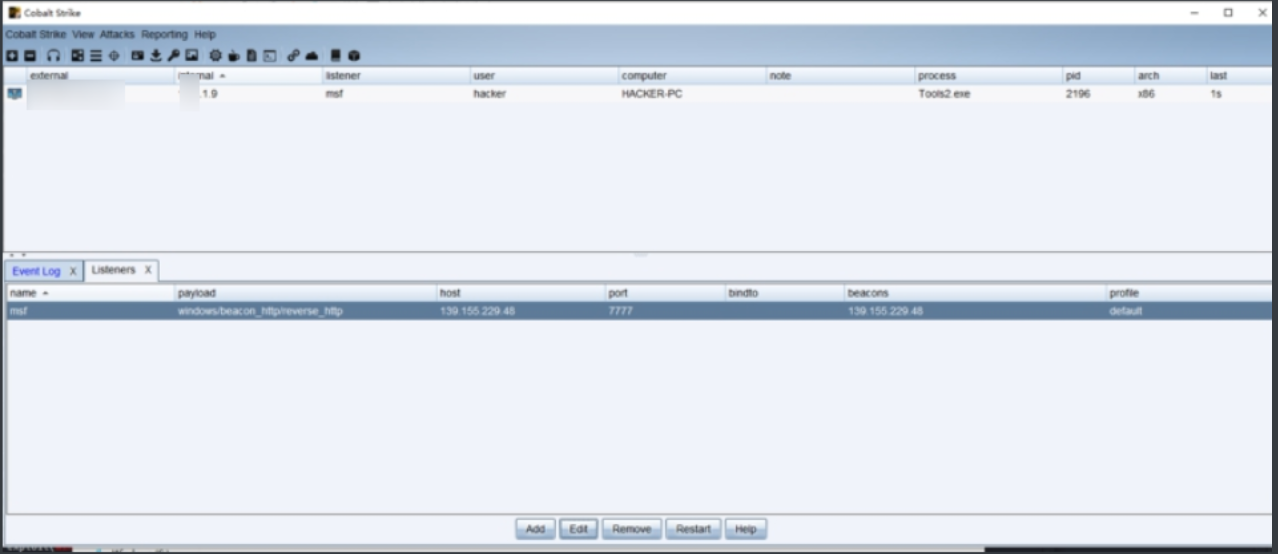 Cobalt Strike
Cobalt Strike View Attacks Reporting Help
external internal listener user computer note process pid arch last
.1.9 msf hacker HACKER-PC Tools2.exe 2196 x86 1s
Event Log X Listeners X
name payload host port bindto beacons profile
msf windows/beacon_http/reverse_http 139.155.229.48 7777 139.155.229.48 default
Add Edit Remove Restart Help